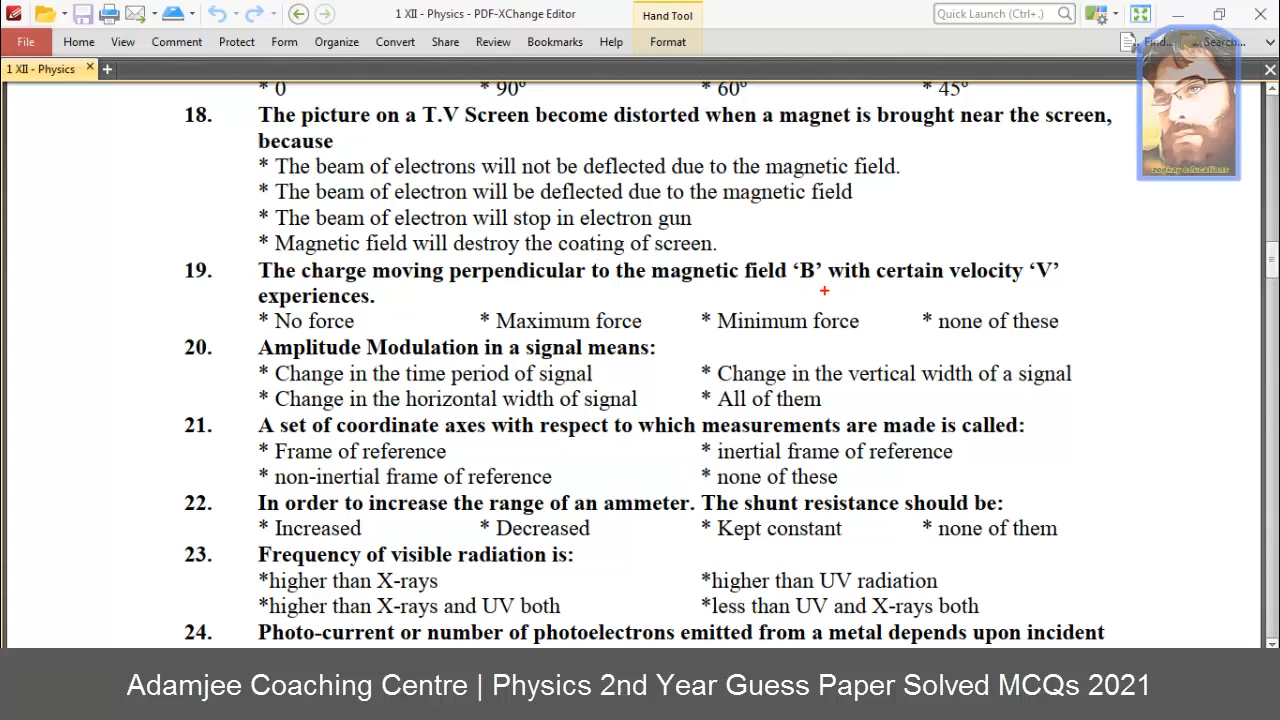 1 XII - Physics - PDF-XChange Editor
Hand Tool
Quick Launch (Ctrl+.)
File Home View Comment Protect Form Organize Convert Share Review Bookmarks Help Format Find... Search...
1 XII - Physics
* 0 * 90° * 60° * 45°
18. The picture on a T.V Screen become distorted when a magnet is brought near the screen,
because
* The beam of electrons will not be deflected due to the magnetic field.
* The beam of electron will be deflected due to the magnetic field
* The beam of electron will stop in electron gun
* Magnetic field will destroy the coating of screen.
19. The charge moving perpendicular to the magnetic field ‘B’ with certain velocity ‘V’
experiences.
* No force * Maximum force * Minimum force * none of these
20. Amplitude Modulation in a signal means:
* Change in the time period of signal * Change in the vertical width of a signal
* Change in the horizontal width of signal * All of them
21. A set of coordinate axes with respect to which measurements are made is called:
* Frame of reference * inertial frame of reference
* non-inertial frame of reference * none of these
22. In order to increase the range of an ammeter. The shunt resistance should be:
* Increased * Decreased * Kept constant * none of them
23. Frequency of visible radiation is:
*higher than X-rays *higher than UV radiation
*higher than X-rays and UV both *less than UV and X-rays both
24. Photo-current or number of photoelectrons emitted from a metal depends upon incident
Adamjee Coaching Centre | Physics 2nd Year Guess Paper Solved MCQs 2021